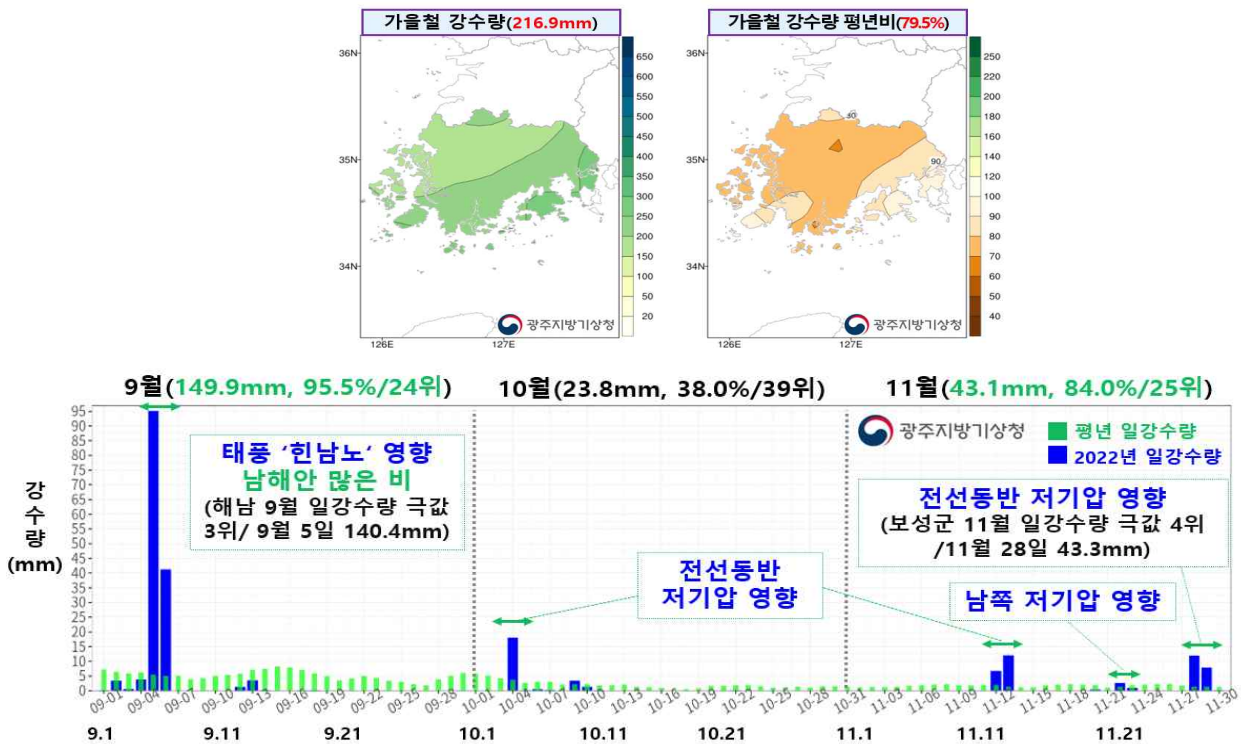 가을철 강수량(216.9mm)
36N
35N
34N
126E
127E
650
600
550
500
450
400
350
300
250
200
150
100
50
20
광주지방기상청
가을철 강수량 평년비(79.5%)
36N
35N
34N
126E
127E
90
250
220
200
180
160
140
120
100
90
80
70
60
50
40
광주지방기상청
9월(149.9mm, 95.5%/24위)
10월(23.8mm, 38.0%/39위)
11월(43.1mm, 84.0%/25위)
강수량
(mm)
95
90
85
80
75
70
65
60
55
50
45
40
35
30
25
20
15
10
5
0
태풍 ‘힌남노‘ 영향
남해안 많은 비
(해남 9월 일강수량 극값
3위/ 9월 5일 140.4mm)
전선동반
저기압 영향
광주지방기상청
평년 일강수량
2022년 일강수량
전선동반 저기압 영향
(보성군 11월 일강수량 극값 4위
/11월 28일 43.3mm)
남쪽 저기압 영향
09-01 09-04 09-07 09-10 09-13 09-16 09-19 09-22 09-25 09-28 10-01 10-04 10-07 10-10 10-13 10-16 10-19 10-22 10-25 10-28 10-31 11-03 11-06 11-09 11-12 11-15 11-18 11-21 11-24 11-27 11-30
9.1 9.11 9.21 10.1 10.11 10.21 11.1 11.11 11.21